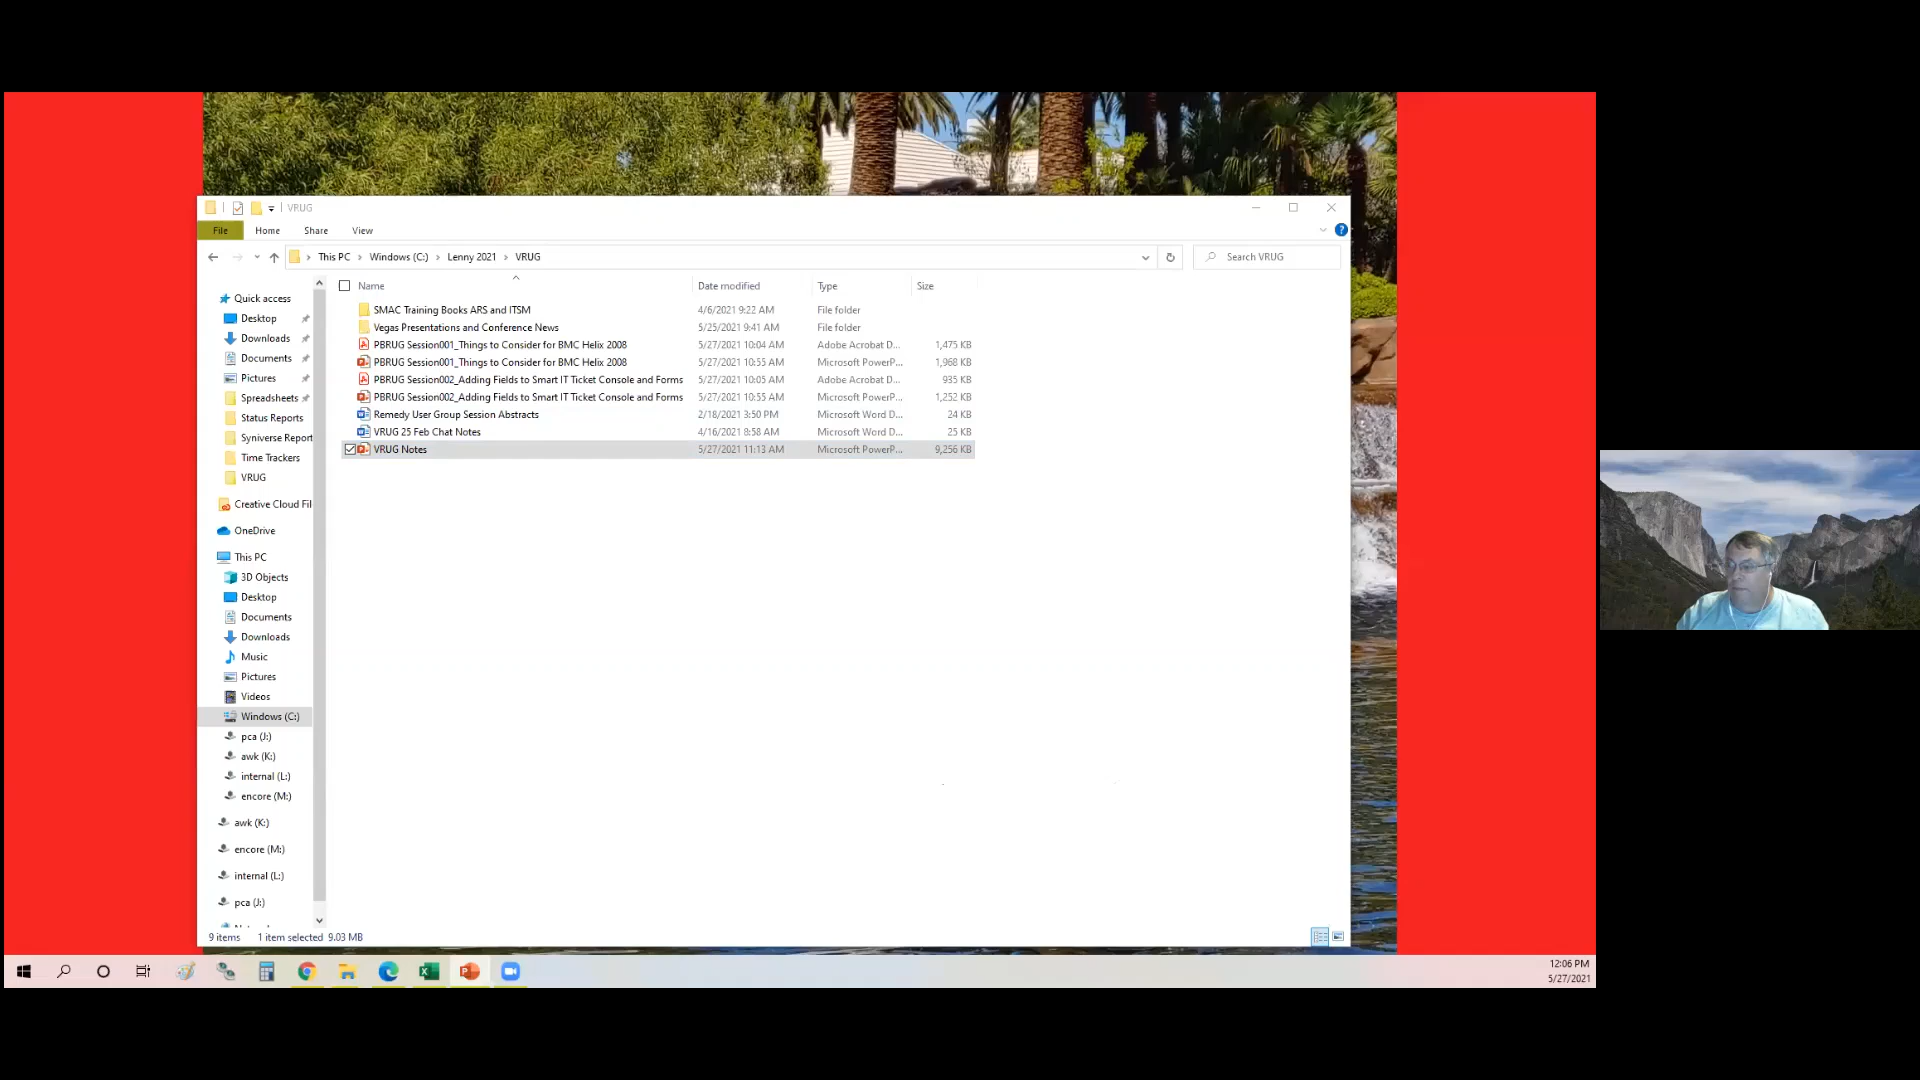 VRUG
File Home Share View
This PC Windows (C:) Lenny 2021 VRUG
Search VRUG
Name Date modified Type Size
SMAC Training Books ARS and ITSM 4/6/2021 9:22 AM File folder
Vegas Presentations and Conference News 5/25/2021 9:41 AM File folder
PBRUG Session001_Things to Consider for BMC Helix 2008 5/27/2021 10:04 AM Adobe Acrobat D... 1,475 KB
PBRUG Session001_Things to Consider for BMC Helix 2008 5/27/2021 10:55 AM Microsoft PowerP... 1,968 KB
PBRUG Session002_Adding Fields to Smart IT Ticket Console and Forms 5/27/2021 10:05 AM Adobe Acrobat D... 935 KB
PBRUG Session002_Adding Fields to Smart IT Ticket Console and Forms 5/27/2021 10:55 AM Microsoft PowerP... 1,252 KB
Remedy User Group Session Abstracts 2/18/2021 3:50 PM Microsoft Word D... 24 KB
VRUG 25 Feb Chat Notes 4/16/2021 8:58 AM Microsoft Word D... 25 KB
VRUG Notes 5/27/2021 11:13 AM Microsoft PowerP... 9,256 KB
Quick access
Desktop
Downloads
Documents
Pictures
Spreadsheets
Status Reports
Syniverse Report
Time Trackers
VRUG
Creative Cloud Fil
OneDrive
This PC
3D Objects
Desktop
Documents
Downloads
Music
Pictures
Videos
Windows (C:)
pca (J:)
awk (K:)
internal (L:)
encore (M:)
awk (K:)
encore (M:)
internal (L:)
pca (J:)
9 items 1 item selected 9.03 MB
12:06 PM
5/27/2021